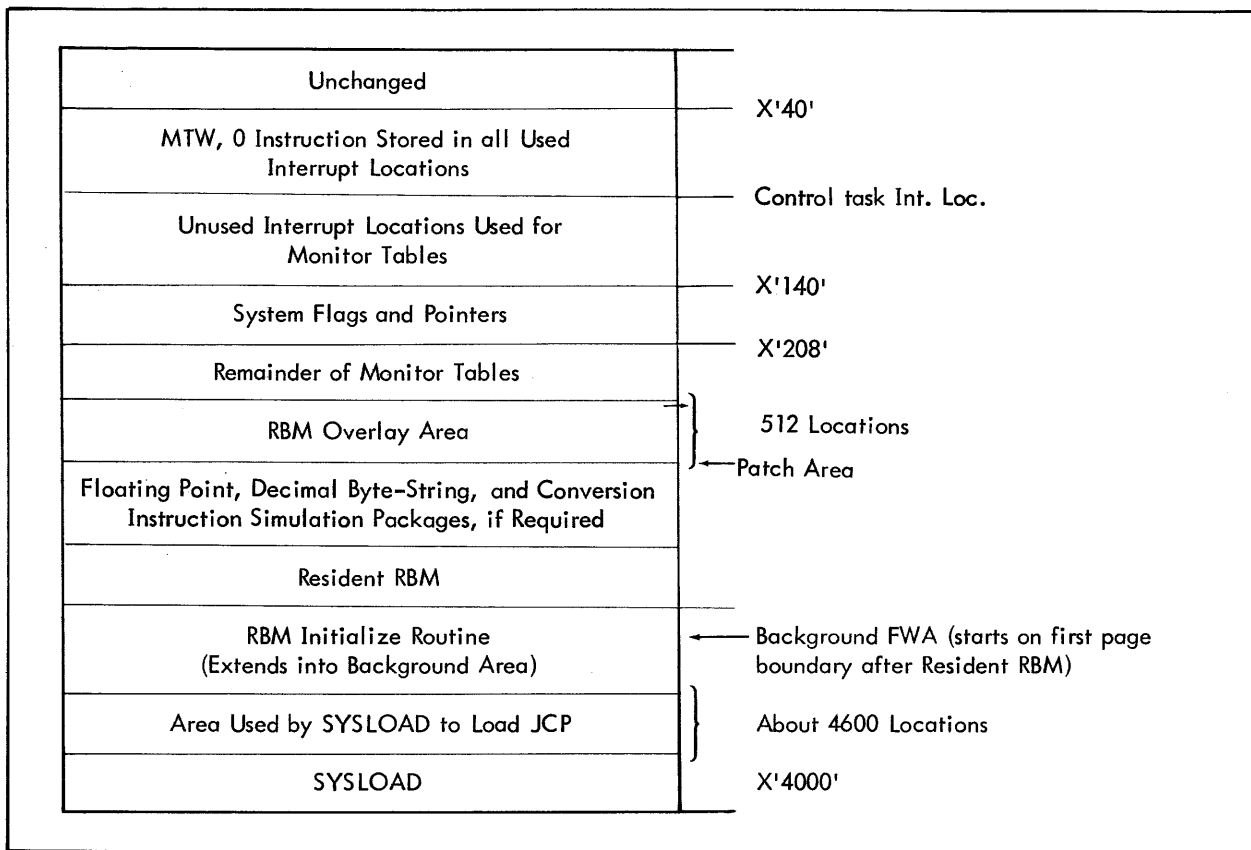 Unchanged
X'40'
MTW, 0 Instruction Stored in all Used
Interrupt Locations
Control task Int. Loc.
Unused Interrupt Locations Used for
Monitor Tables
X'140'
System Flags and Pointers
X'208'
Remainder of Monitor Tables
RBM Overlay Area
512 Locations
Patch Area
Floating Point, Decimal Byte-String, and Conversion
Instruction Simulation Packages, if Required
Resident RBM
RBM Initialize Routine
(Extends into Background Area)
Background FWA (starts on first page
boundary after Resident RBM)
Area Used by SYSLOAD to Load JCP
About 4600 Locations
SYSLOAD
X'4000'